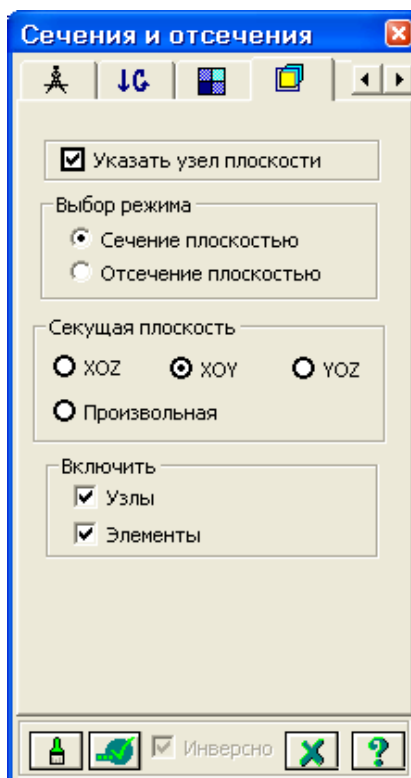 Сечения и отсечения
Указать узел плоскости
Выбор режима
Сечение плоскостью
Отсечение плоскостью
Секущая плоскость
XOZ XOY YOZ
Произвольная
Включить
Узлы
Элементы
Инверсно ?